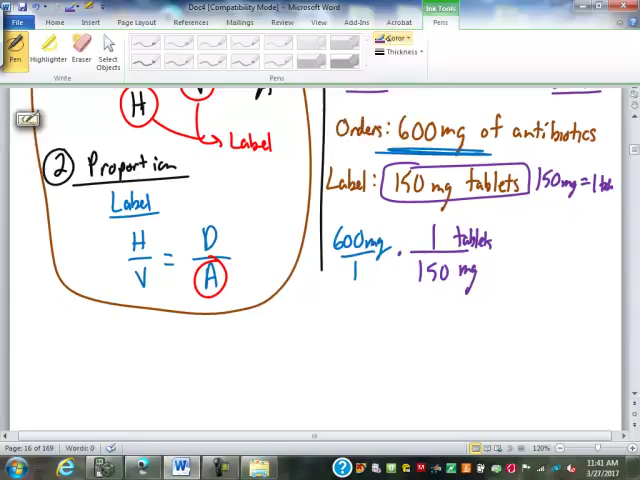 Doc4 [Compatibility Mode] - Microsoft Word
Ink Tools
File
Home
Insert
Page Layout
References
Mailings
Review
View
Add-Ins
Acrobat
Pens
Pen
Highlighter
Eraser
Select Objects
Color
Thickness
Write
Pens
H
Label
2 Proportion
Label
H/V = D/A
Orders: 600mg of antibiotics
Label: 150 mg tablets 150mg = 1 tab
600mg/1 · 1 tablets/150 mg
Page: 16 of 169
Words: 0
120%
11:41 AM
3/27/2017